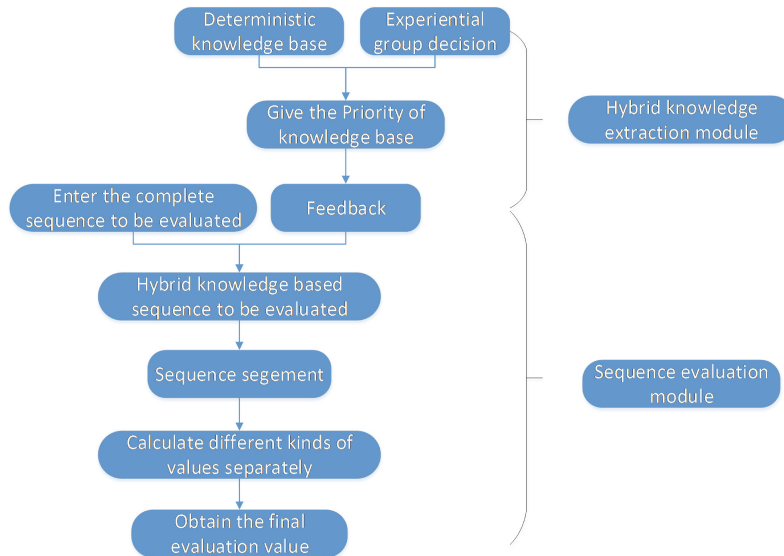 Deterministic
knowledge base
Experiential
group decision
Give the Priority of
knowledge base
Hybrid knowledge
extraction module
Enter the complete
sequence to be evaluated
Feedback
Hybrid knowledge based
sequence to be evaluated
Sequence segement
Sequence evaluation
module
Calculate different kinds of
values separately
Obtain the final
evaluation value